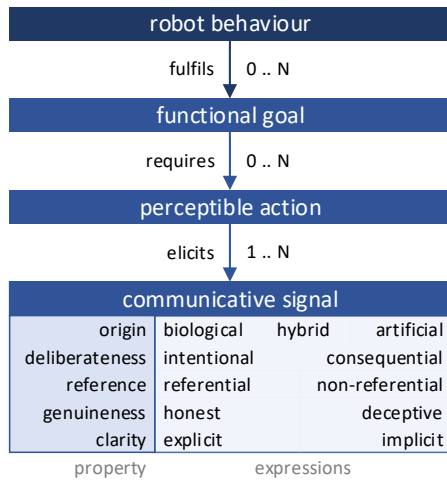 robot behaviour
fulfils 0 .. N
functional goal
requires 0 .. N
perceptible action
elicits 1 .. N
communicative signal
origin biological hybrid artificial
deliberateness intentional consequential
reference referential non-referential
genuineness honest deceptive
clarity explicit implicit
property expressions